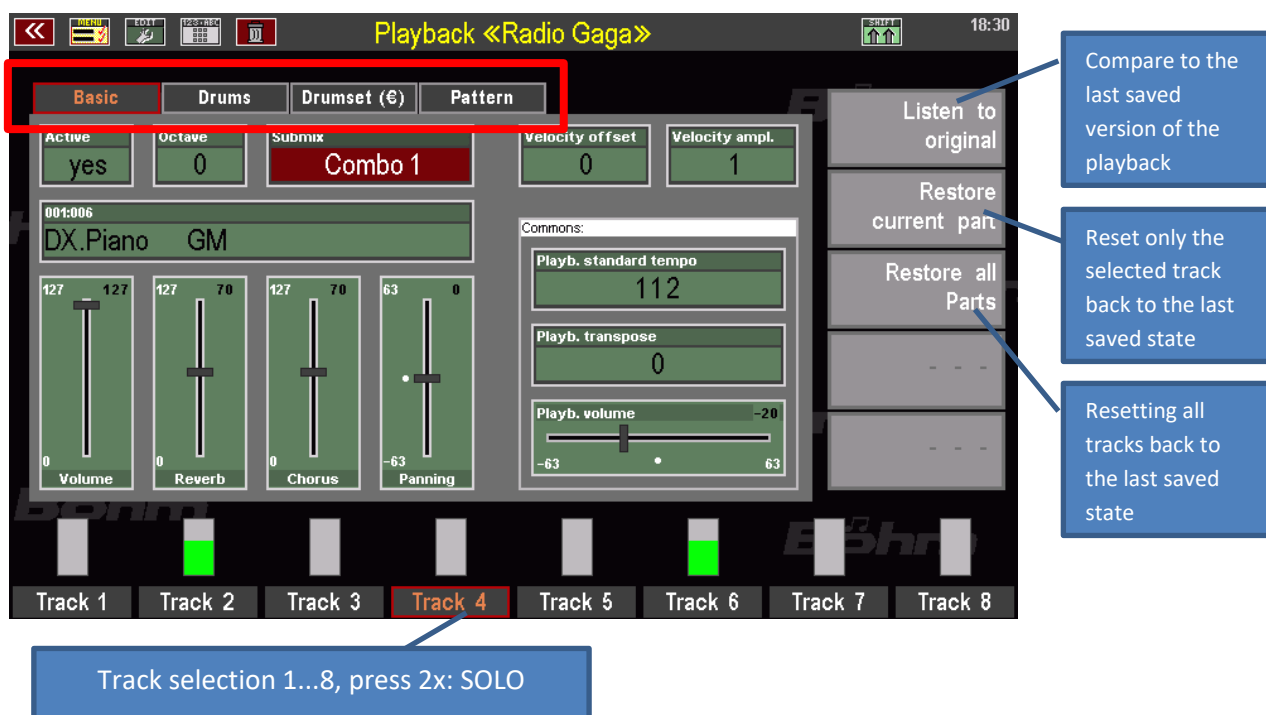 MENU
EDIT
123·ABC
Playback «Radio Gaga»
SHIFT
18:30
Basic
Drums
Drumset (€)
Pattern
Active
yes
Octave
0
Submix
Combo 1
Velocity offset
0
Velocity ampl.
1
001:006
DX.Piano GM
127 127
0
Volume
127 70
0
Reverb
127 70
0
Chorus
63 0
-63
Panning
Commons:
Playb. standard tempo
112
Playb. transpose
0
Playb. volume -20
-63 63
Listen to
original
Restore
current part
Restore all
Parts
- - -
- - -
Böhm
Böhm
Track 1
Track 2
Track 3
Track 4
Track 5
Track 6
Track 7
Track 8
Compare to the
last saved
version of the
playback
Reset only the
selected track
back to the last
saved state
Resetting all
tracks back to
the last saved
state
Track selection 1...8, press 2x: SOLO